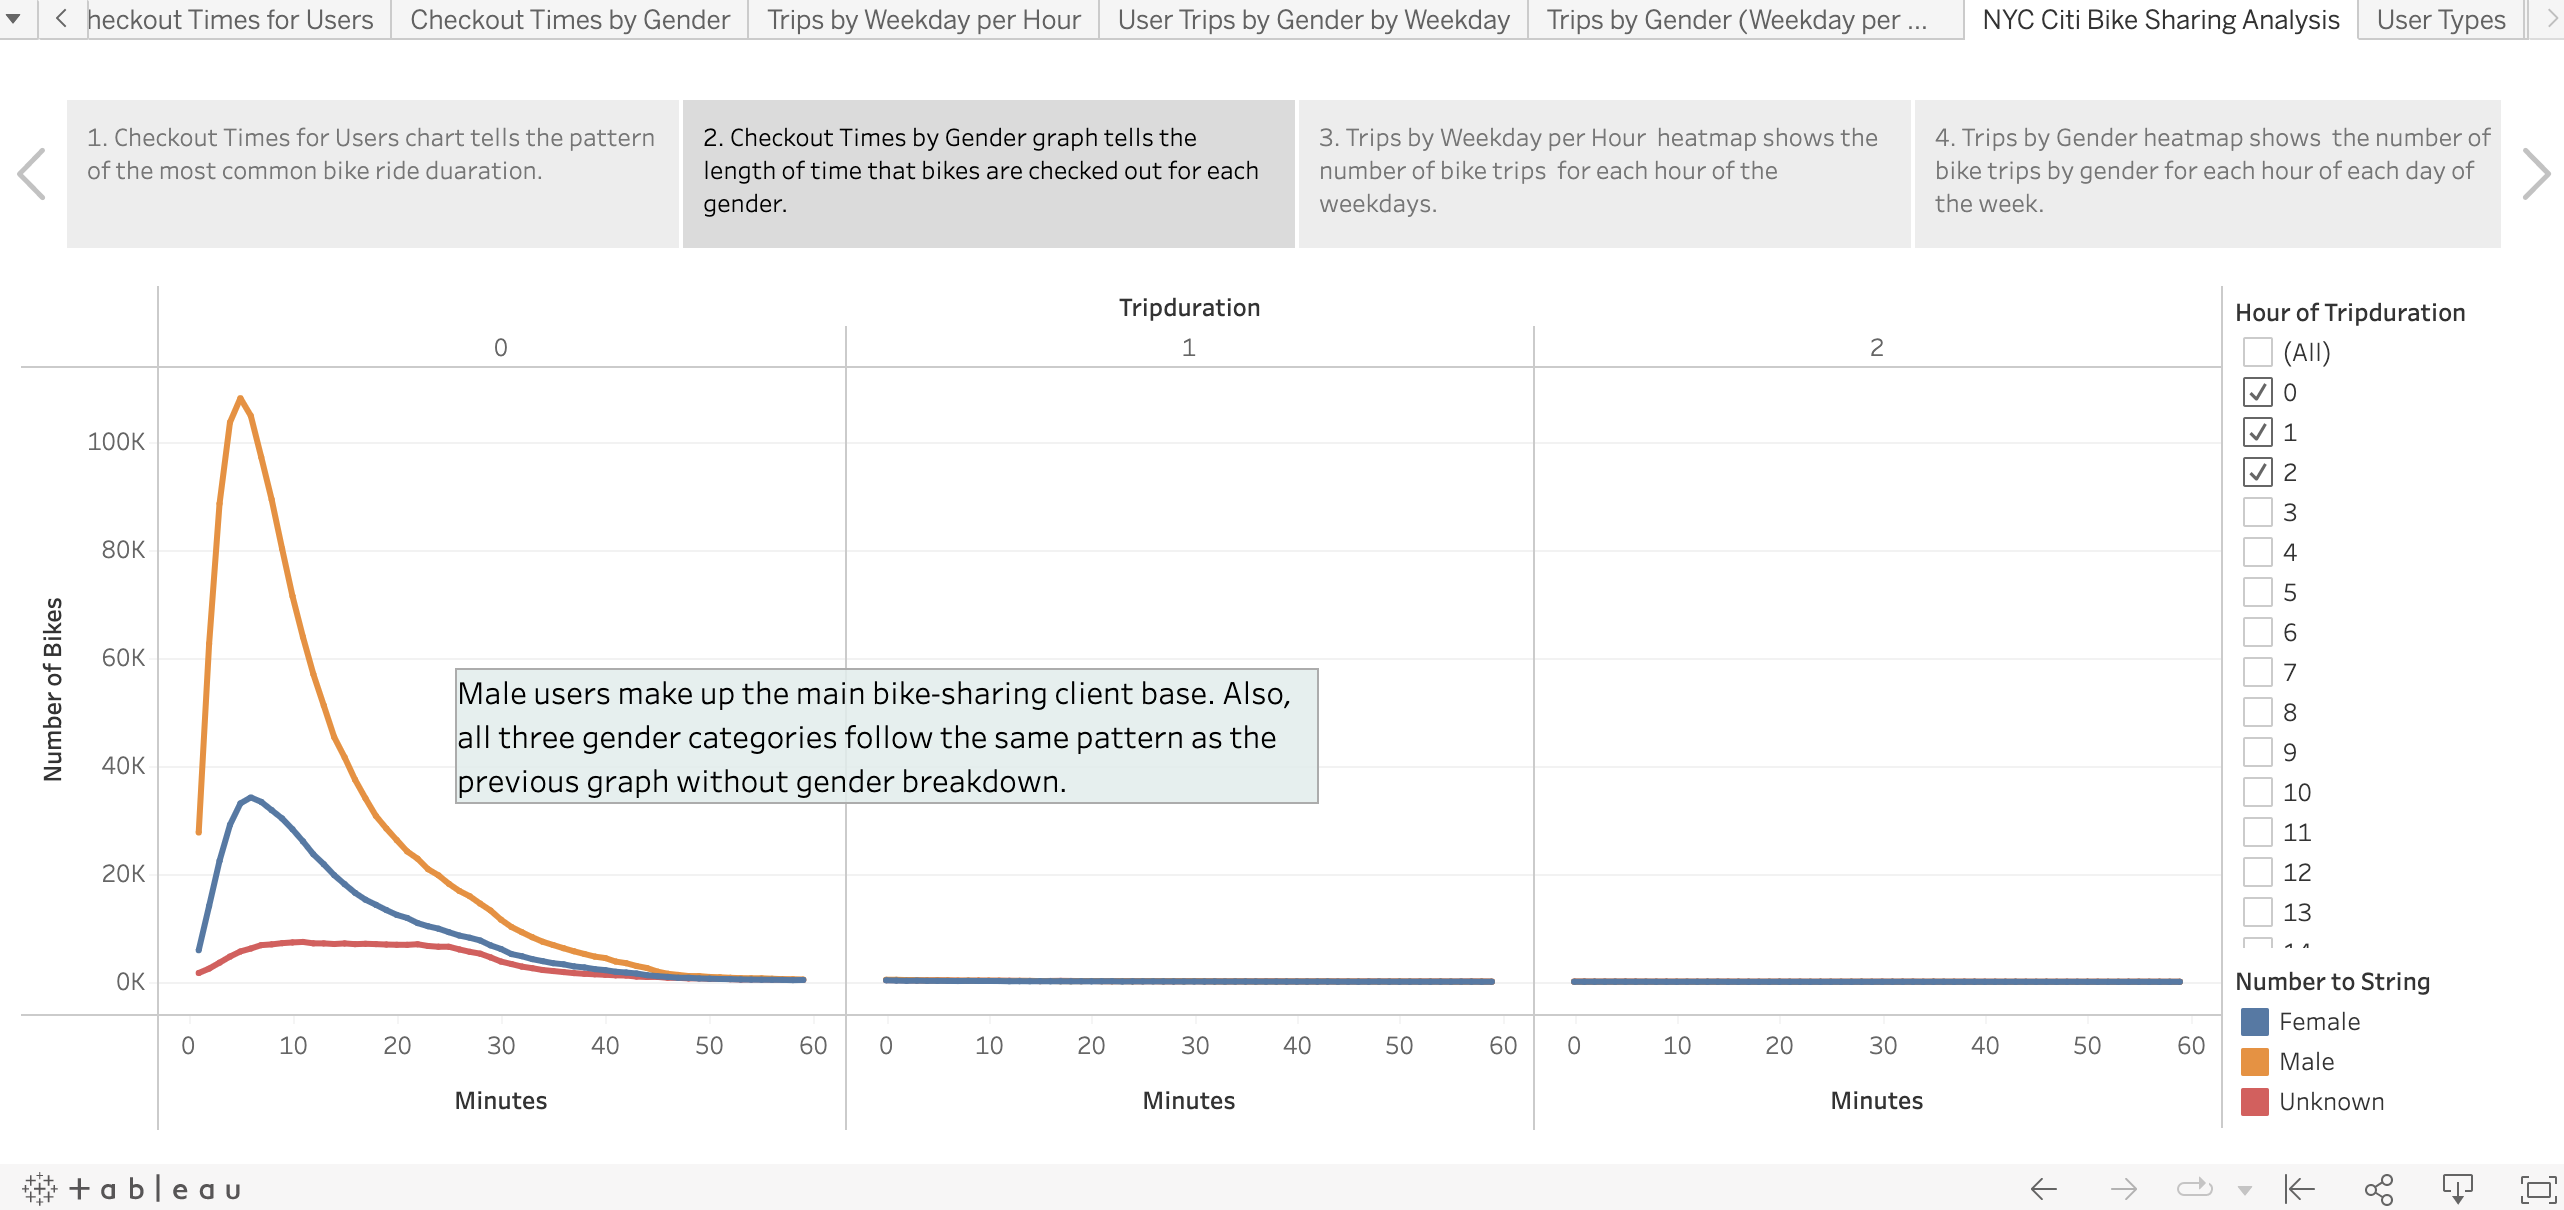 heckout Times for Users
Checkout Times by Gender
Trips by Weekday per Hour
User Trips by Gender by Weekday
Trips by Gender (Weekday per ...
NYC Citi Bike Sharing Analysis
User Types
1. Checkout Times for Users chart tells the pattern
of the most common bike ride duaration.
2. Checkout Times by Gender graph tells the
length of time that bikes are checked out for each
gender.
3. Trips by Weekday per Hour heatmap shows the
number of bike trips for each hour of the
weekdays.
4. Trips by Gender heatmap shows the number of
bike trips by gender for each hour of each day of
the week.
Tripduration
0
1
2
Number of Bikes
100K
80K
60K
40K
20K
0K
Male users make up the main bike-sharing client base. Also,
all three gender categories follow the same pattern as the
previous graph without gender breakdown.
0 10 20 30 40 50 60
0 10 20 30 40 50 60
0 10 20 30 40 50 60
Minutes
Minutes
Minutes
Hour of Tripduration
(All)
0
1
2
3
4
5
6
7
8
9
10
11
12
13
14
Number to String
Female
Male
Unknown
+ableau